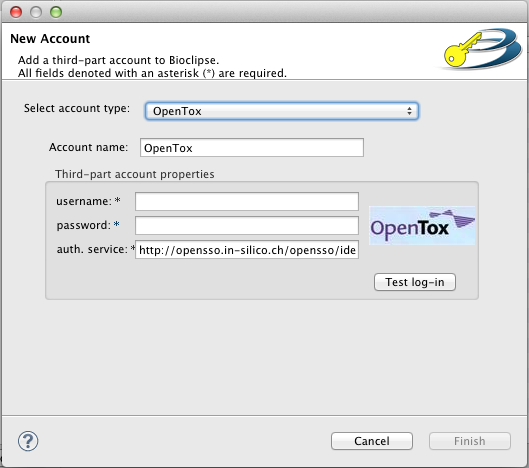 New Account
Add a third-part account to Bioclipse.
All fields denoted with an asterisk (*) are required.
Select account type: OpenTox
Account name: OpenTox
Third-part account properties
username: *
password: *
auth. service: * http://opensso.in-silico.ch/opensso/ide
OpenTox
Test log-in
? Cancel Finish